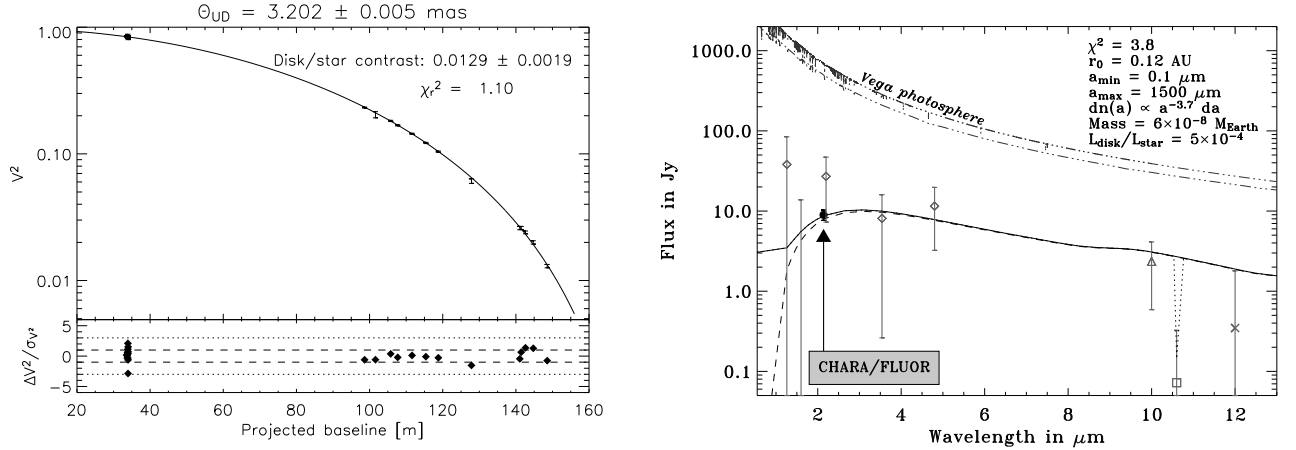 Θ_UD = 3.202 ± 0.005 mas
1.00
0.10
0.01
V²
Disk/star contrast: 0.0129 ± 0.0019
χ_r² = 1.10
5
0
−5
ΔV²/σ_V²
20 40 60 80 100 120 140 160
Projected baseline [m]
1000.0
100.0
10.0
1.0
0.1
Flux in Jy
Vega photosphere
χ² = 3.8
r₀ = 0.12 AU
a_min = 0.1 μm
a_max = 1500 μm
dn(a) ∝ a^−3.7 da
Mass = 6×10⁻⁸ M_Earth
L_disk/L_star = 5×10⁻⁴
CHARA/FLUOR
2 4 6 8 10 12
Wavelength in μm